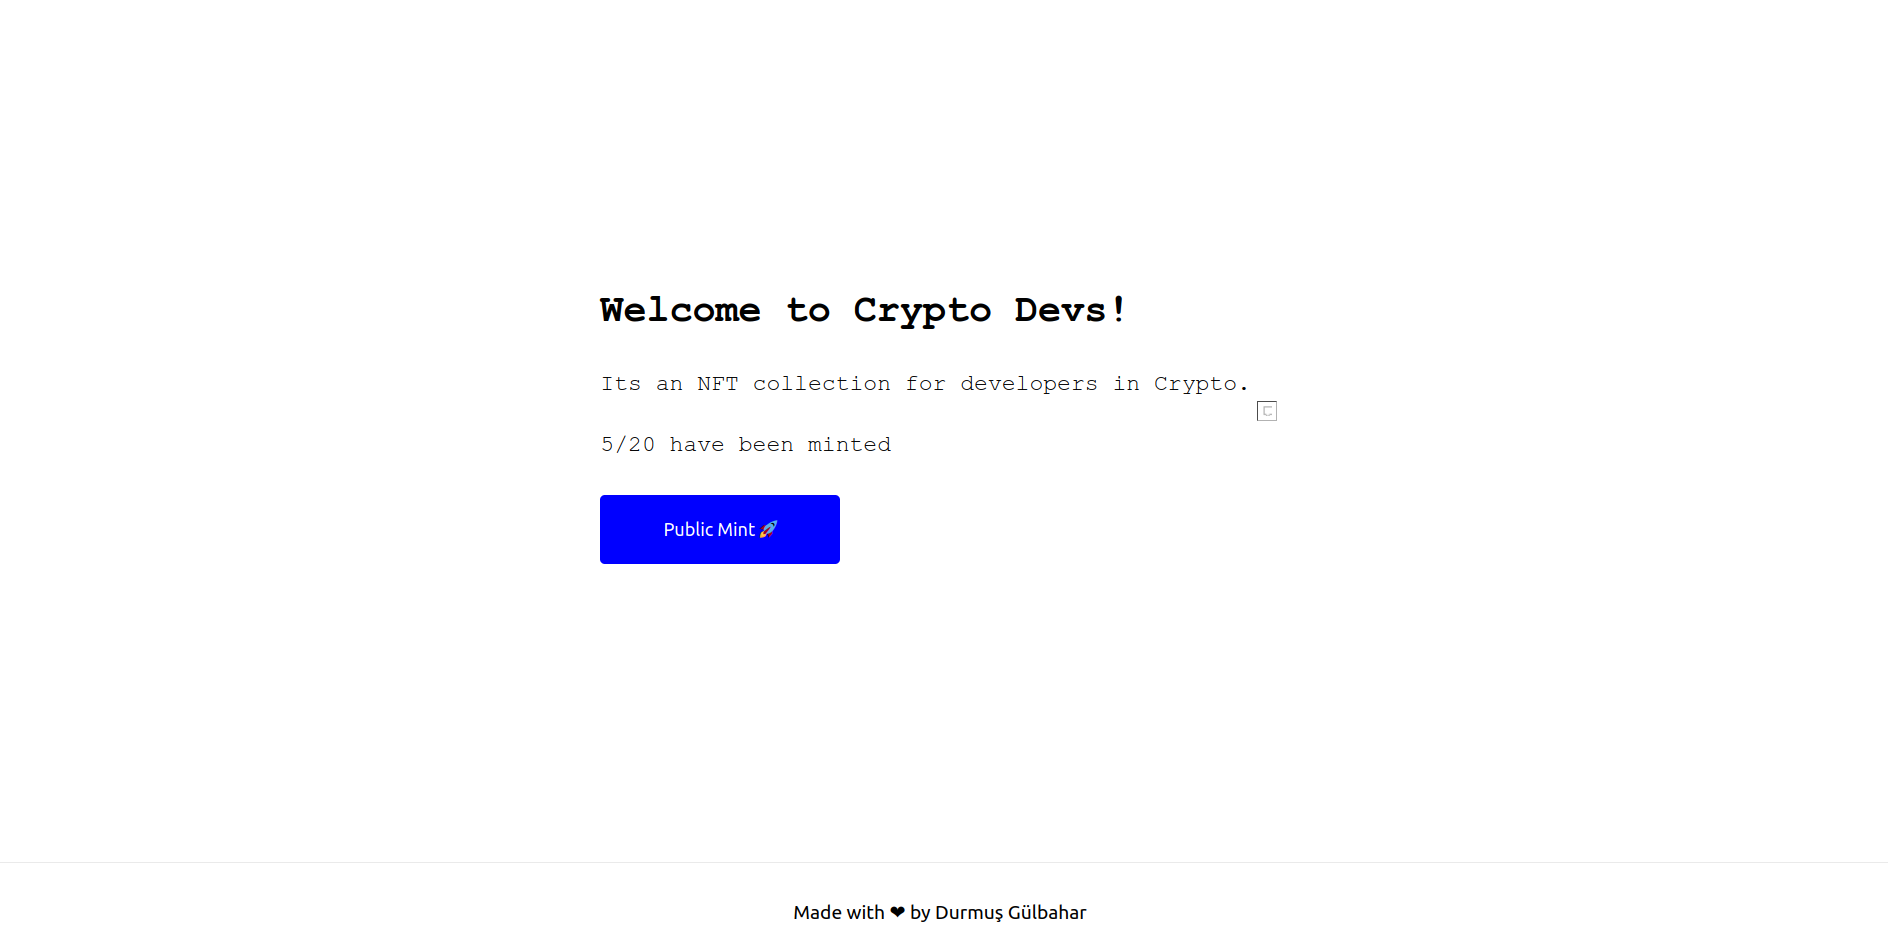 Welcome to Crypto Devs!
Its an NFT collection for developers in Crypto.
5/20 have been minted
Public Mint 🚀
Made with ❤ by Durmuş Gülbahar